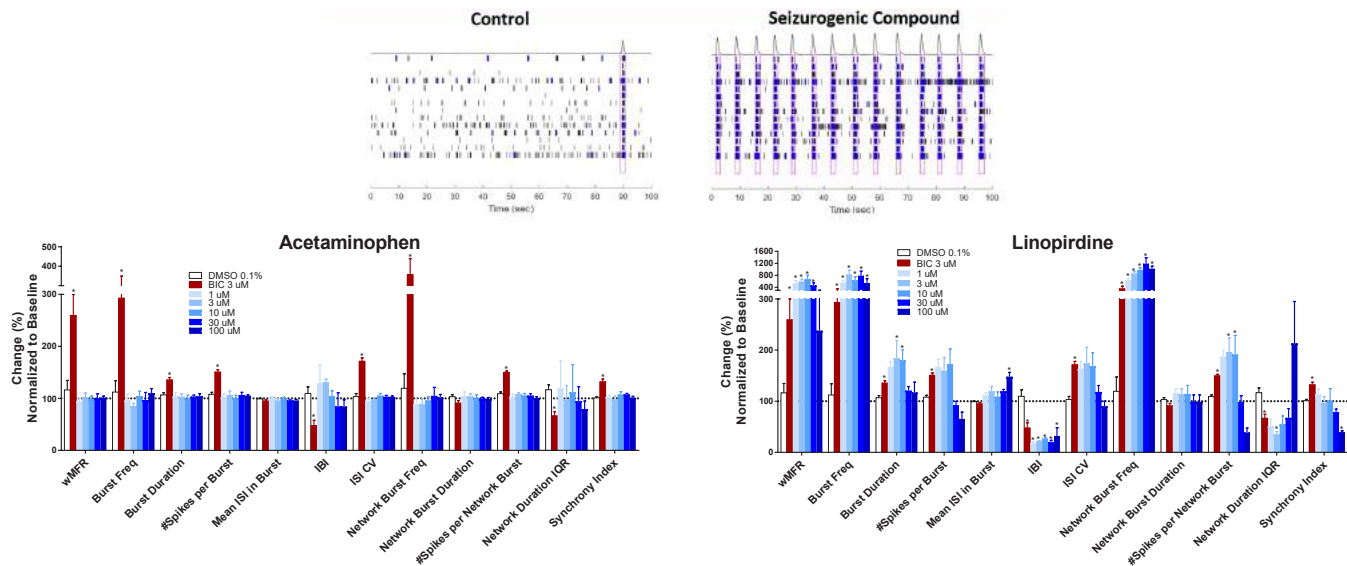 Control
0 10 20 30 40 50 60 70 80 90 100
Time (sec)
Seizurogenic Compound
0 10 20 30 40 50 60 70 80 90 100
Time (sec)
Acetaminophen
Change (%)
Normalized to Baseline
500
400
300
200
100
0
DMSO 0.1%
BIC 3 uM
1 uM
3 uM
10 uM
30 uM
100 uM
* * * * * * * * * *
wMFR
Burst Freq
Burst Duration
#Spikes per Burst
Mean ISI in Burst
IBI
ISI CV
Network Burst Freq
Network Burst Duration
#Spikes per Network Burst
Network Duration IQR
Synchrony Index
Linopirdine
Change (%)
Normalized to Baseline
1600
1200
800
400
300
200
100
0
DMSO 0.1%
BIC 3 uM
1 uM
3 uM
10 uM
30 uM
100 uM
wMFR
Burst Freq
Burst Duration
#Spikes per Burst
Mean ISI in Burst
IBI
ISI CV
Network Burst Freq
Network Burst Duration
#Spikes per Network Burst
Network Duration IQR
Synchrony Index